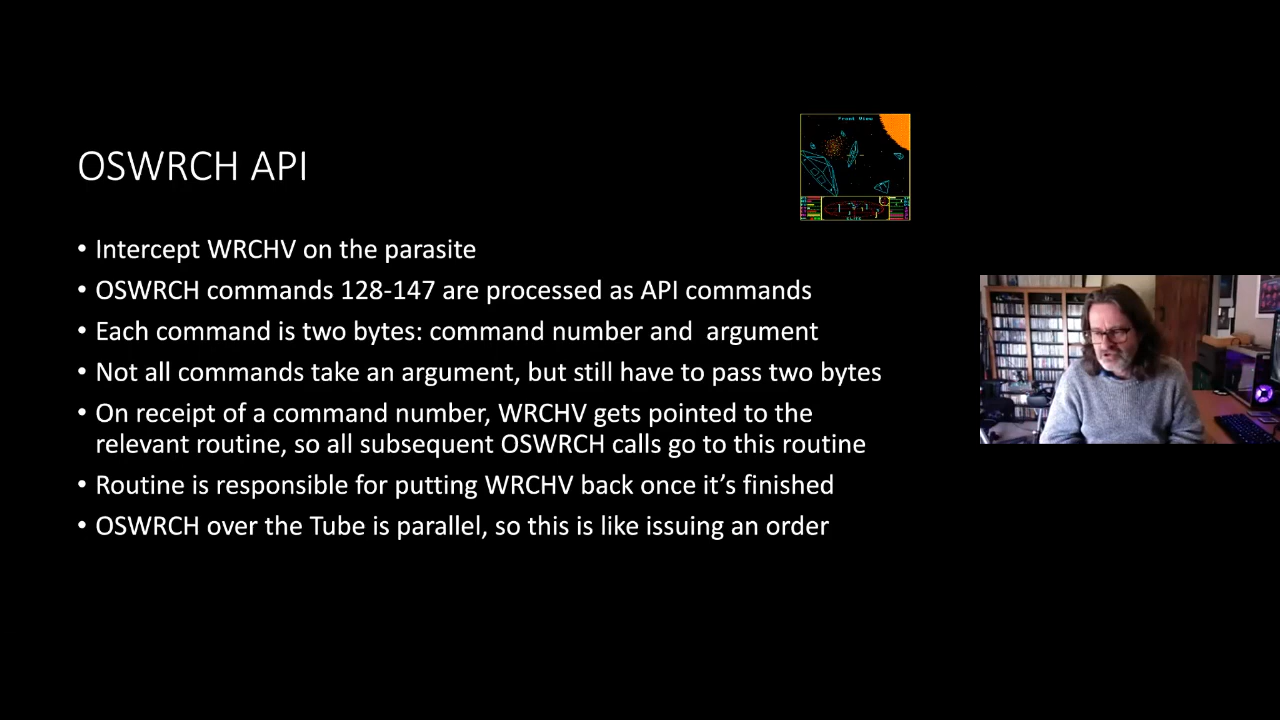 OSWRCH API
Front View
• Intercept WRCHV on the parasite
• OSWRCH commands 128-147 are processed as API commands
• Each command is two bytes: command number and  argument
• Not all commands take an argument, but still have to pass two bytes
• On receipt of a command number, WRCHV gets pointed to the
relevant routine, so all subsequent OSWRCH calls go to this routine
• Routine is responsible for putting WRCHV back once it’s finished
• OSWRCH over the Tube is parallel, so this is like issuing an order